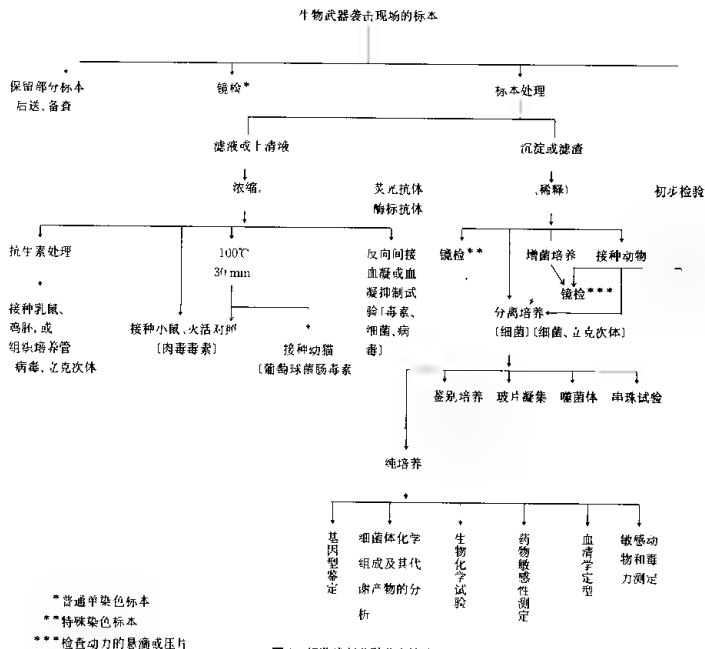 生物武器袭击现场的标本
保留部分标本
后送、备查
镜检*
标本处理
滤液或上清液
沉淀或滤渣
浓缩
荧光抗体
酶标抗体
稀释
初步检验
抗生素处理
100℃
30 min
反向间接
血凝或血
凝抑制试
验[毒素、
细菌、病
毒]
镜检**
增菌培养
接种动物
镜检***
接种乳鼠、
鸡胚,或
组织培养管
病毒、立克次体
接种小鼠、火活对照
[肉毒毒素]
接种幼猫
[葡萄球菌肠毒素
分离培养
[细菌][细菌、立克次体]
鉴别培养
玻片凝集
噬菌体
串珠试验
纯培养
基因型鉴定
细菌体化学
组成及其代
谢产物的分
析
生物化学试验
药物敏感性测定
血清学定型
敏感动
物和毒
力测定
*普通单染色标本
**特殊染色标本
***检查动力的悬滴或压片